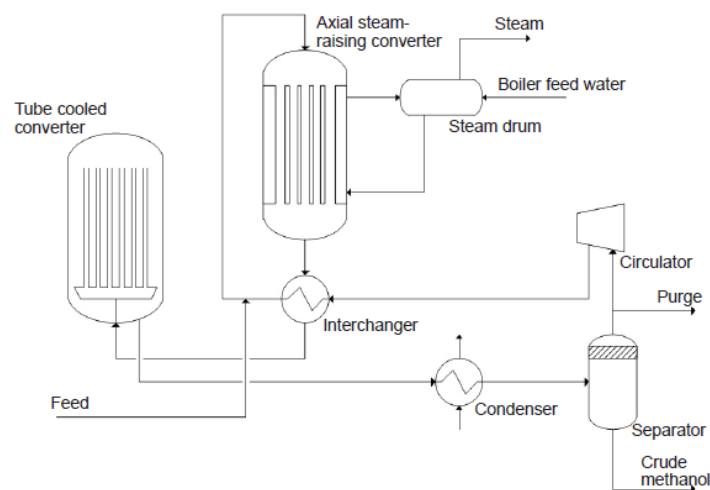 Axial steam-
raising converter
Steam
Boiler feed water
Steam drum
Tube cooled
converter
Circulator
Purge
Interchanger
Feed
Condenser
Separator
Crude
methanol